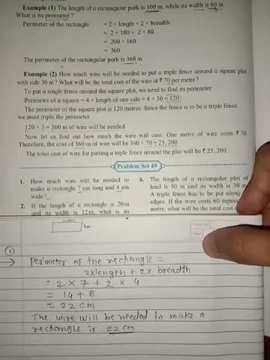 Example (1) The length of a rectangular park is 100 m, while its width is 80 m.
What is its perimeter ?
Perimeter of the rectangle = 2 × length + 2 × breadth
= 2 × 100 + 2 × 80
= 200 + 160
= 360
The perimeter of the rectangular park is 360 m
Example (2) How much wire will be needed to put a triple fence around a square plot
with side 30 m ? What will be the total cost of the wire at ₹ 70 per metre ?
To put a single fence around the square plot, we need to find its perimeter.
Perimeter of a square = 4 × length of one side = 4 × 30 = 120
The perimeter of the square plot is 120 metres. Since the fence is to be a triple fence,
we must triple the perimeter.
120 × 3 = 360 m of wire will be needed
Now let us find out how much the wire will cost. One metre of wire costs ₹ 70
Therefore, the cost of 360 m of wire will be 360 × 70 = 25,200.
The total cost of wire for putting a triple fence around the plot will be ₹ 25,200.
Problem Set 49
1. How much wire will be needed to
make a rectangle 7 cm long and 4 cm
wide ?
2. If the length of a rectangle is 20m
and its width is 12m, what is its
6. The length of a rectangular plot of
land is 50 m and its width is
A triple fence has to be put along
edges. If the wire costs 60 rupees
metre, what will be the total cost
4cm
1
Perimeter of the rectangle =
2×length + 2× breadth
= 2 × 7 + 2 × 4
= 14 + 8
= 22 cm
The wire will be needed to make a
rectangle is 22 cm